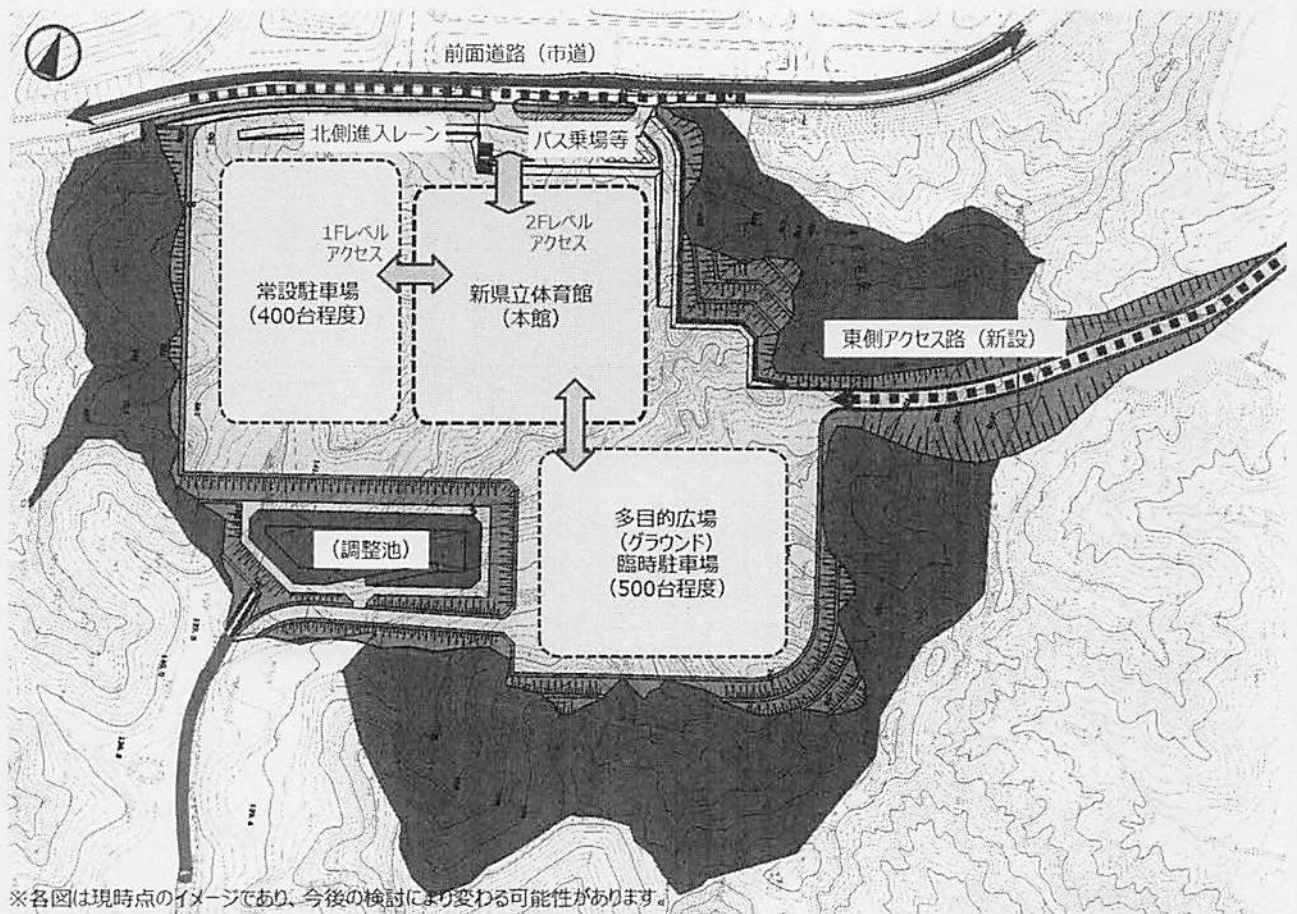 前面道路（市道）
北側進入レーン
バス乗場等
1Fレベル
アクセス
2Fレベル
アクセス
常設駐車場
（400台程度）
新県立体育館
（本館）
東側アクセス路（新設）
多目的広場
（グラウンド）
臨時駐車場
（500台程度）
（調整池）
※各図は現時点のイメージであり、今後の検討により変わる可能性があります。